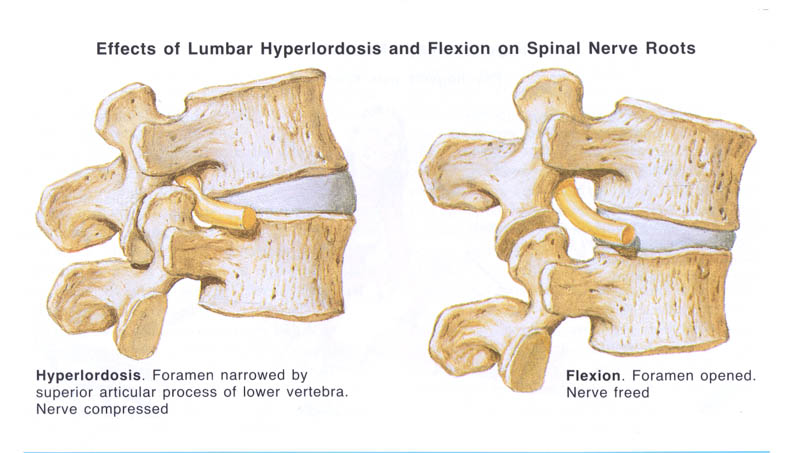 Effects of Lumbar Hyperlordosis and Flexion on Spinal Nerve Roots
Hyperlordosis. Foramen narrowed by
superior articular process of lower vertebra.
Nerve compressed
Flexion. Foramen opened.
Nerve freed